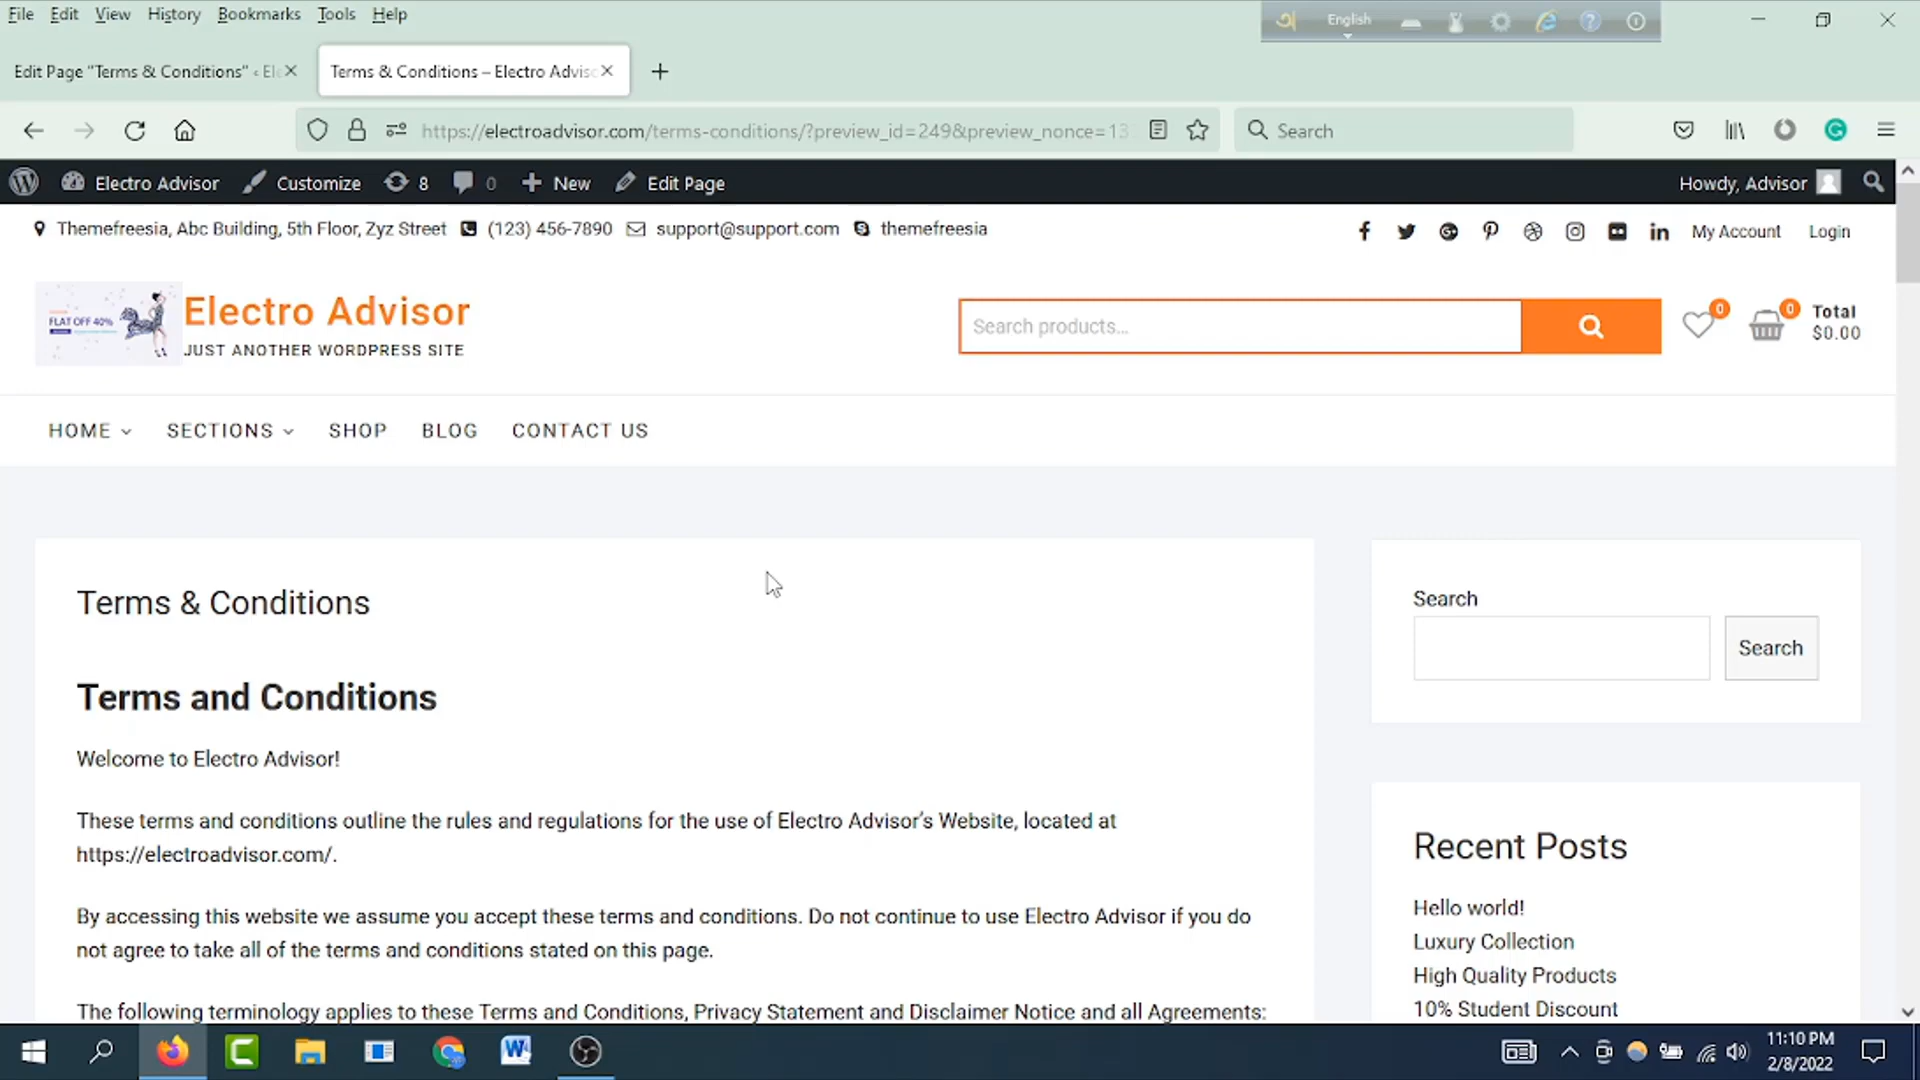 File Edit View History Bookmarks Tools Help
English
Edit Page "Terms & Conditions" ‹ Ele
Terms & Conditions – Electro Adviso
https://electroadvisor.com/terms-conditions/?preview_id=249&preview_nonce=13
Search
Electro Advisor Customize 8 0 New Edit Page
Howdy, Advisor
Themefreesia, Abc Building, 5th Floor, Zyz Street (123) 456-7890 support@support.com themefreesia
My Account Login
FLAT OFF 40%
Electro Advisor
JUST ANOTHER WORDPRESS SITE
Search products…
0
0
Total
$0.00
HOME SECTIONS SHOP BLOG CONTACT US
Terms & Conditions
Terms and Conditions
Welcome to Electro Advisor!
These terms and conditions outline the rules and regulations for the use of Electro Advisor's Website, located at
https://electroadvisor.com/.
By accessing this website we assume you accept these terms and conditions. Do not continue to use Electro Advisor if you do
not agree to take all of the terms and conditions stated on this page.
The following terminology applies to these Terms and Conditions, Privacy Statement and Disclaimer Notice and all Agreements:
Search
Search
Recent Posts
Hello world!
Luxury Collection
High Quality Products
10% Student Discount
11:10 PM
2/8/2022